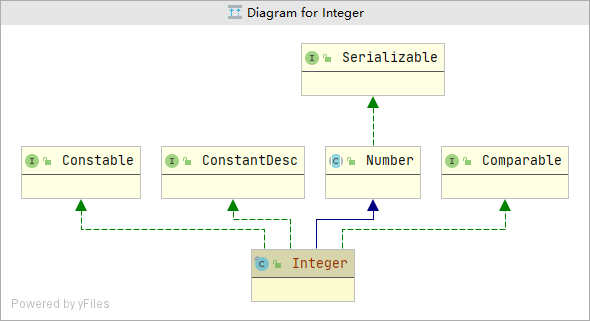 Diagram for Integer
I Serializable
I Constable
I ConstantDesc
C Number
I Comparable
C Integer
Powered by yFiles